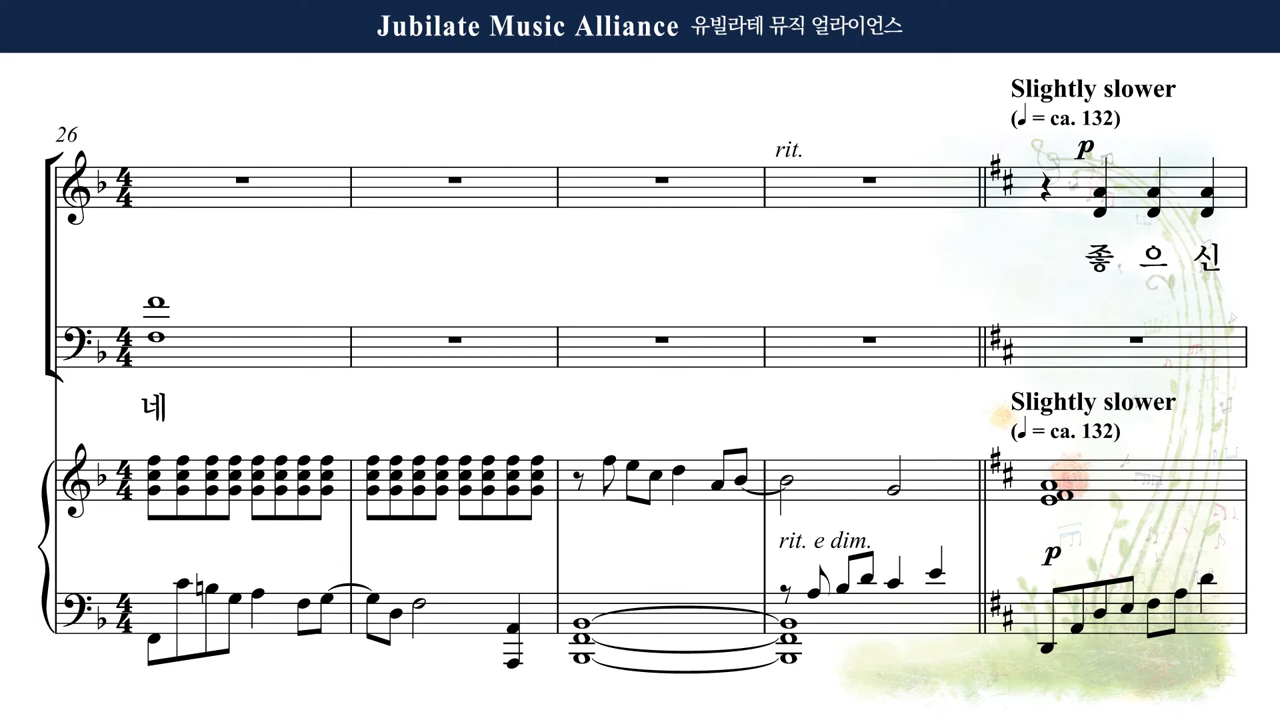 Jubilate Music Alliance 유빌라테 뮤직 얼라이언스
Slightly slower
(♩ = ca. 132)
26
rit.
p
좋 으 신
네
Slightly slower
(♩ = ca. 132)
rit. e dim.
p